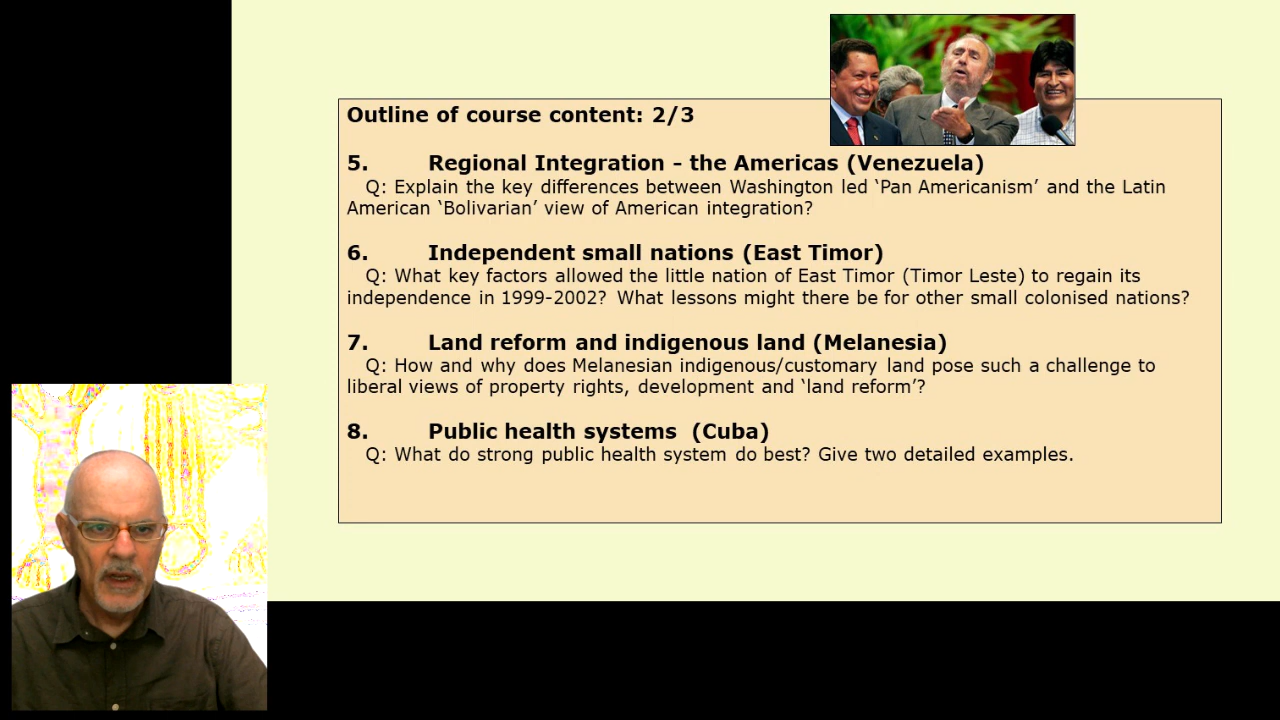 Outline of course content: 2/3
5. Regional Integration - the Americas (Venezuela)
Q: Explain the key differences between Washington led ‘Pan Americanism’ and the Latin
American ‘Bolivarian’ view of American integration?
6. Independent small nations (East Timor)
Q: What key factors allowed the little nation of East Timor (Timor Leste) to regain its
independence in 1999-2002? What lessons might there be for other small colonised nations?
7. Land reform and indigenous land (Melanesia)
Q: How and why does Melanesian indigenous/customary land pose such a challenge to
liberal views of property rights, development and ‘land reform’?
8. Public health systems (Cuba)
Q: What do strong public health system do best? Give two detailed examples.